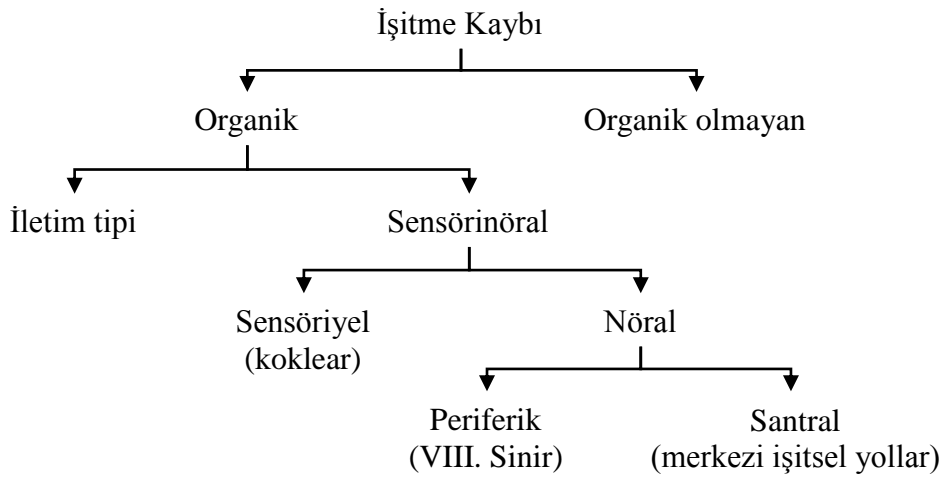 İşitme Kaybı
Organik
Organik olmayan
İletim tipi
Sensörinöral
Sensöriyel
(koklear)
Nöral
Periferik
(VIII. Sinir)
Santral
(merkezi işitsel yollar)